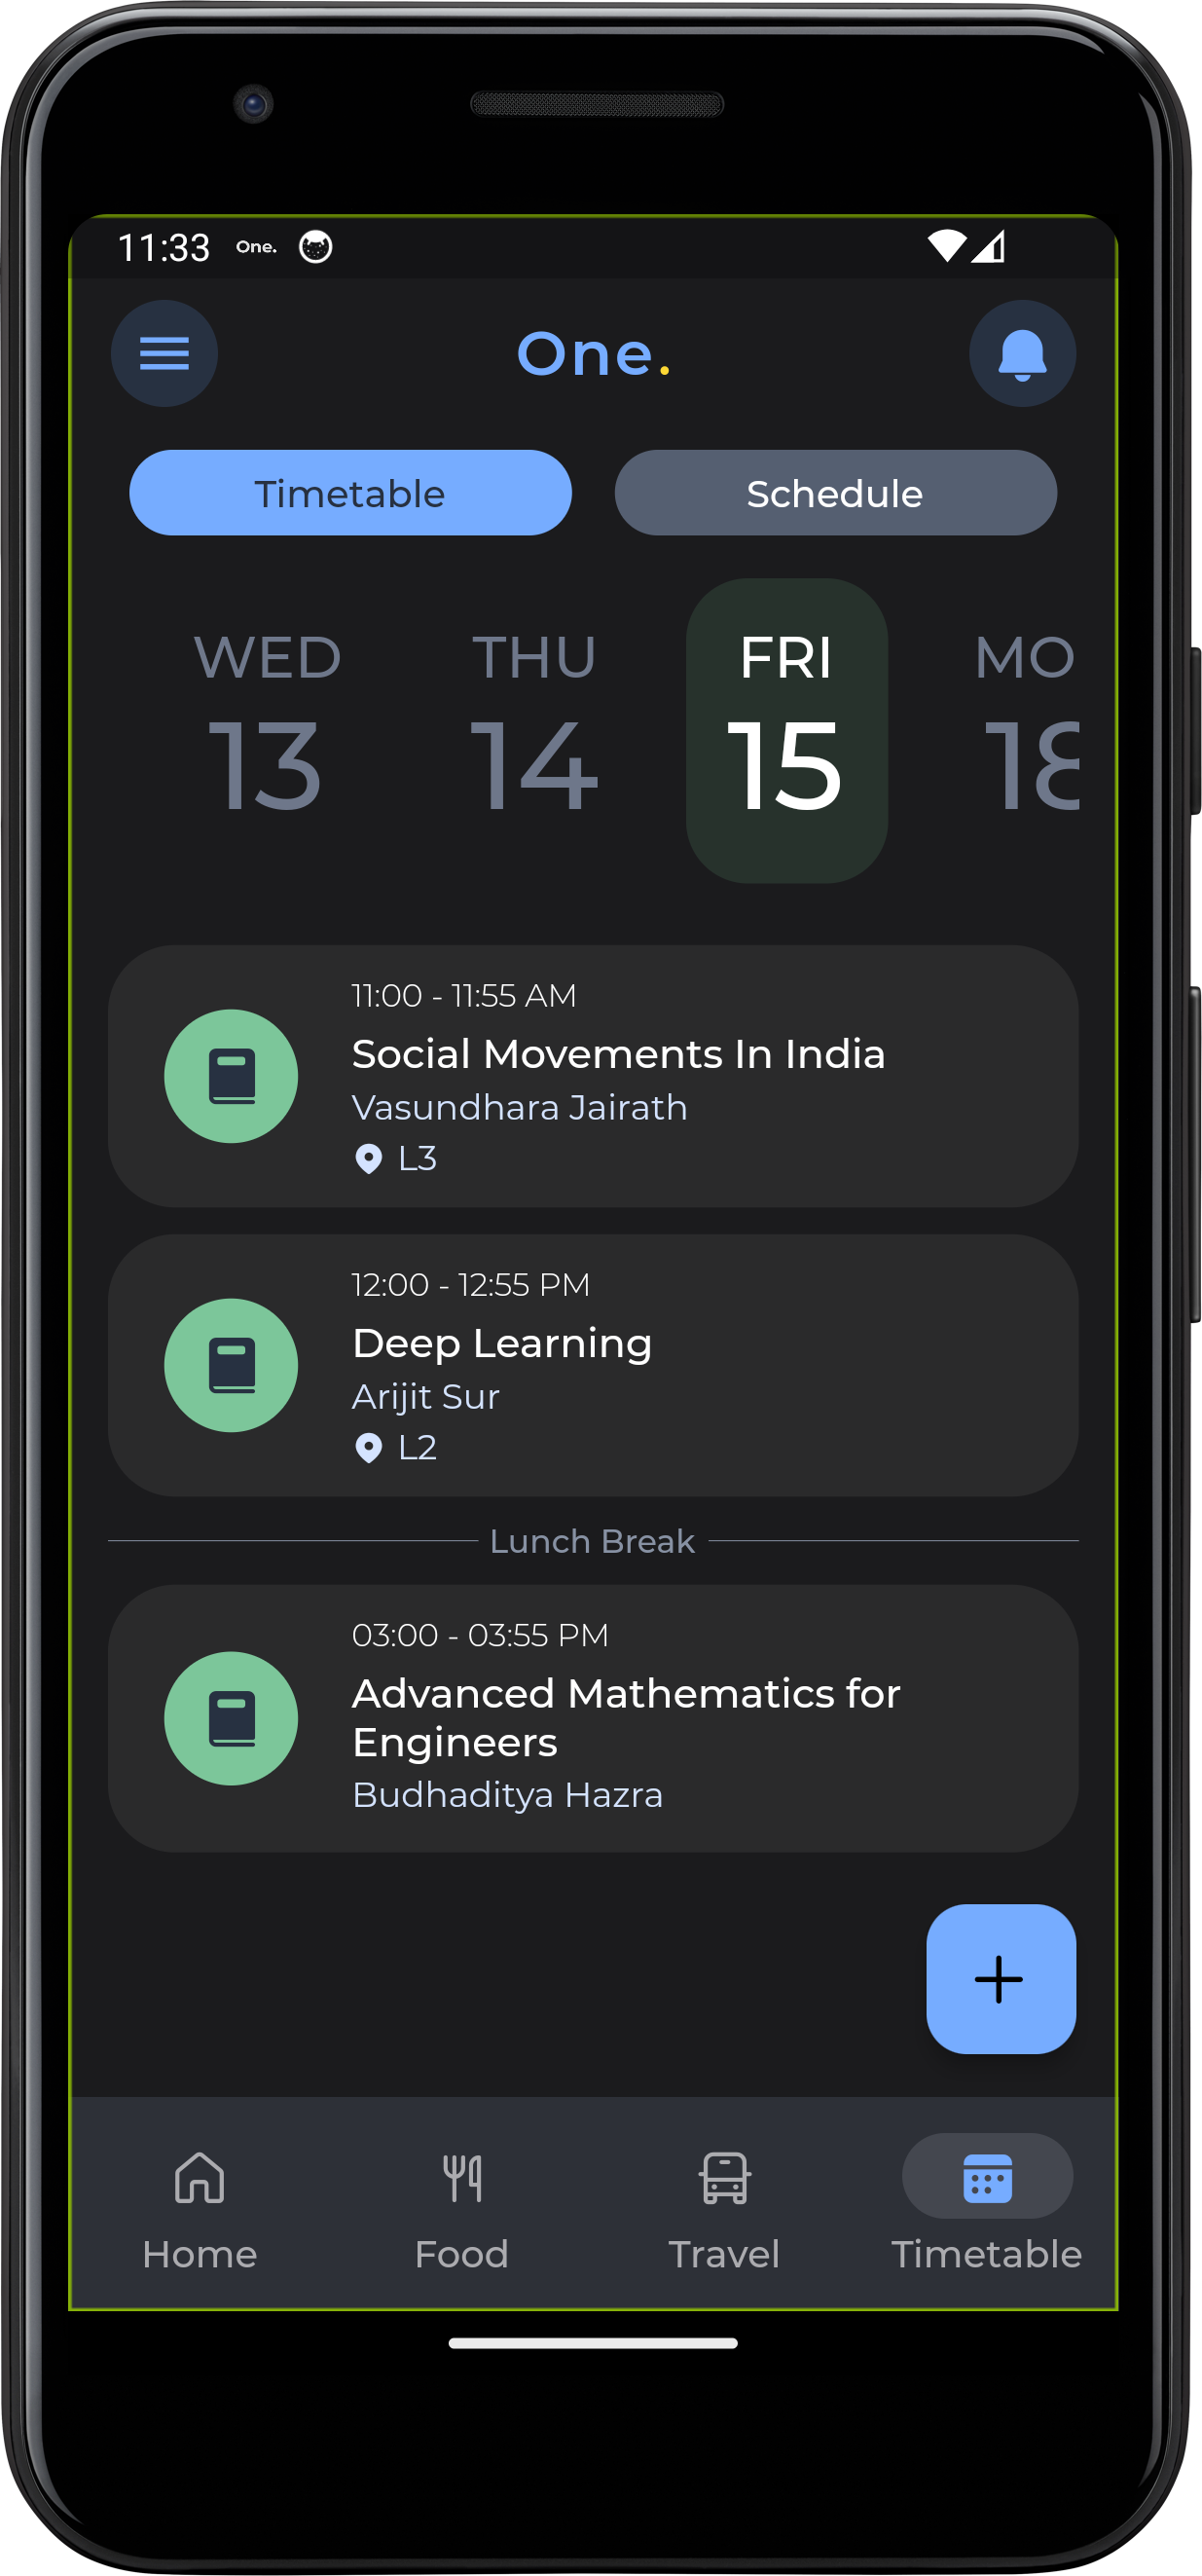 11:33 One.
One.
Timetable Schedule
WED THU FRI MO
13 14 15 18
11:00 - 11:55 AM
Social Movements In India
Vasundhara Jairath
L3
12:00 - 12:55 PM
Deep Learning
Arijit Sur
L2
Lunch Break
03:00 - 03:55 PM
Advanced Mathematics for
Engineers
Budhaditya Hazra
Home Food Travel Timetable